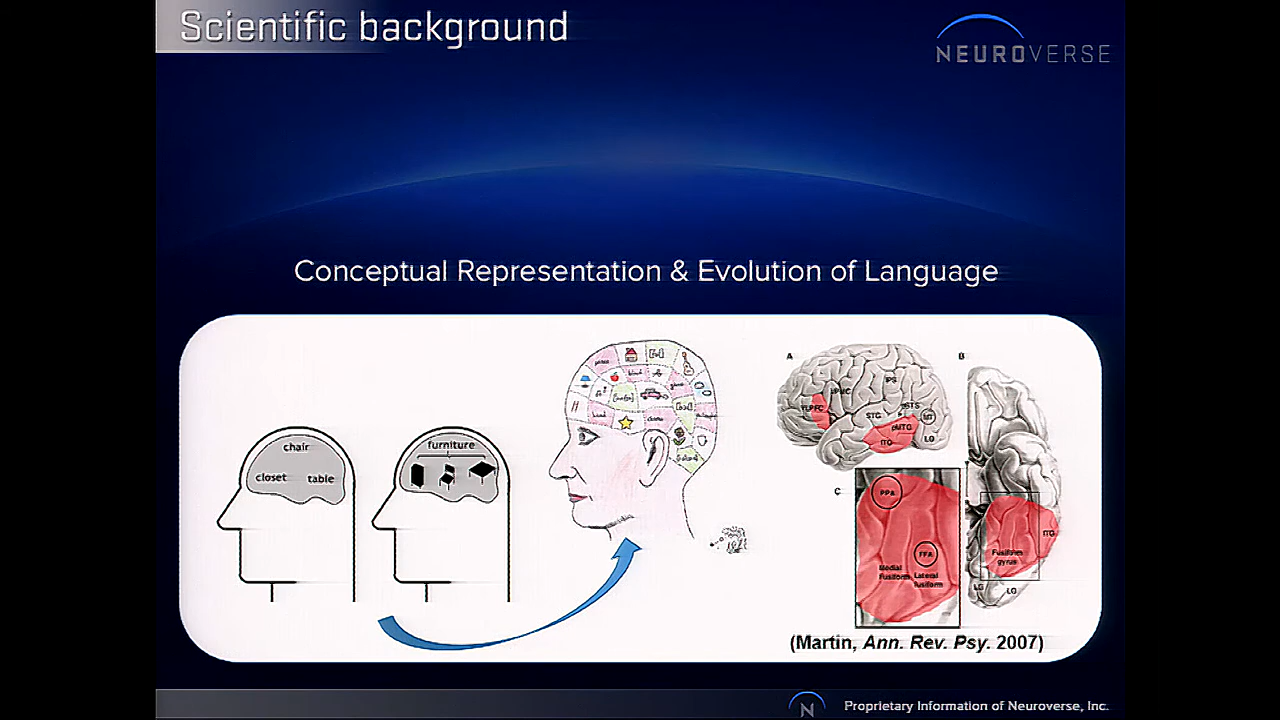 Scientific background
NEUROVERSE
Conceptual Representation & Evolution of Language
chair
closet table
furniture
A
B
C
IPS
STG
pSTS
MT
pMTG
ITG
LO
PPA
FFA
Medial
Fusiform
Lateral
fusiform
ITG
Fusiform
gyrus
LG
LO
(Martin, Ann. Rev. Psy. 2007)
N
Proprietary Information of Neuroverse, Inc.